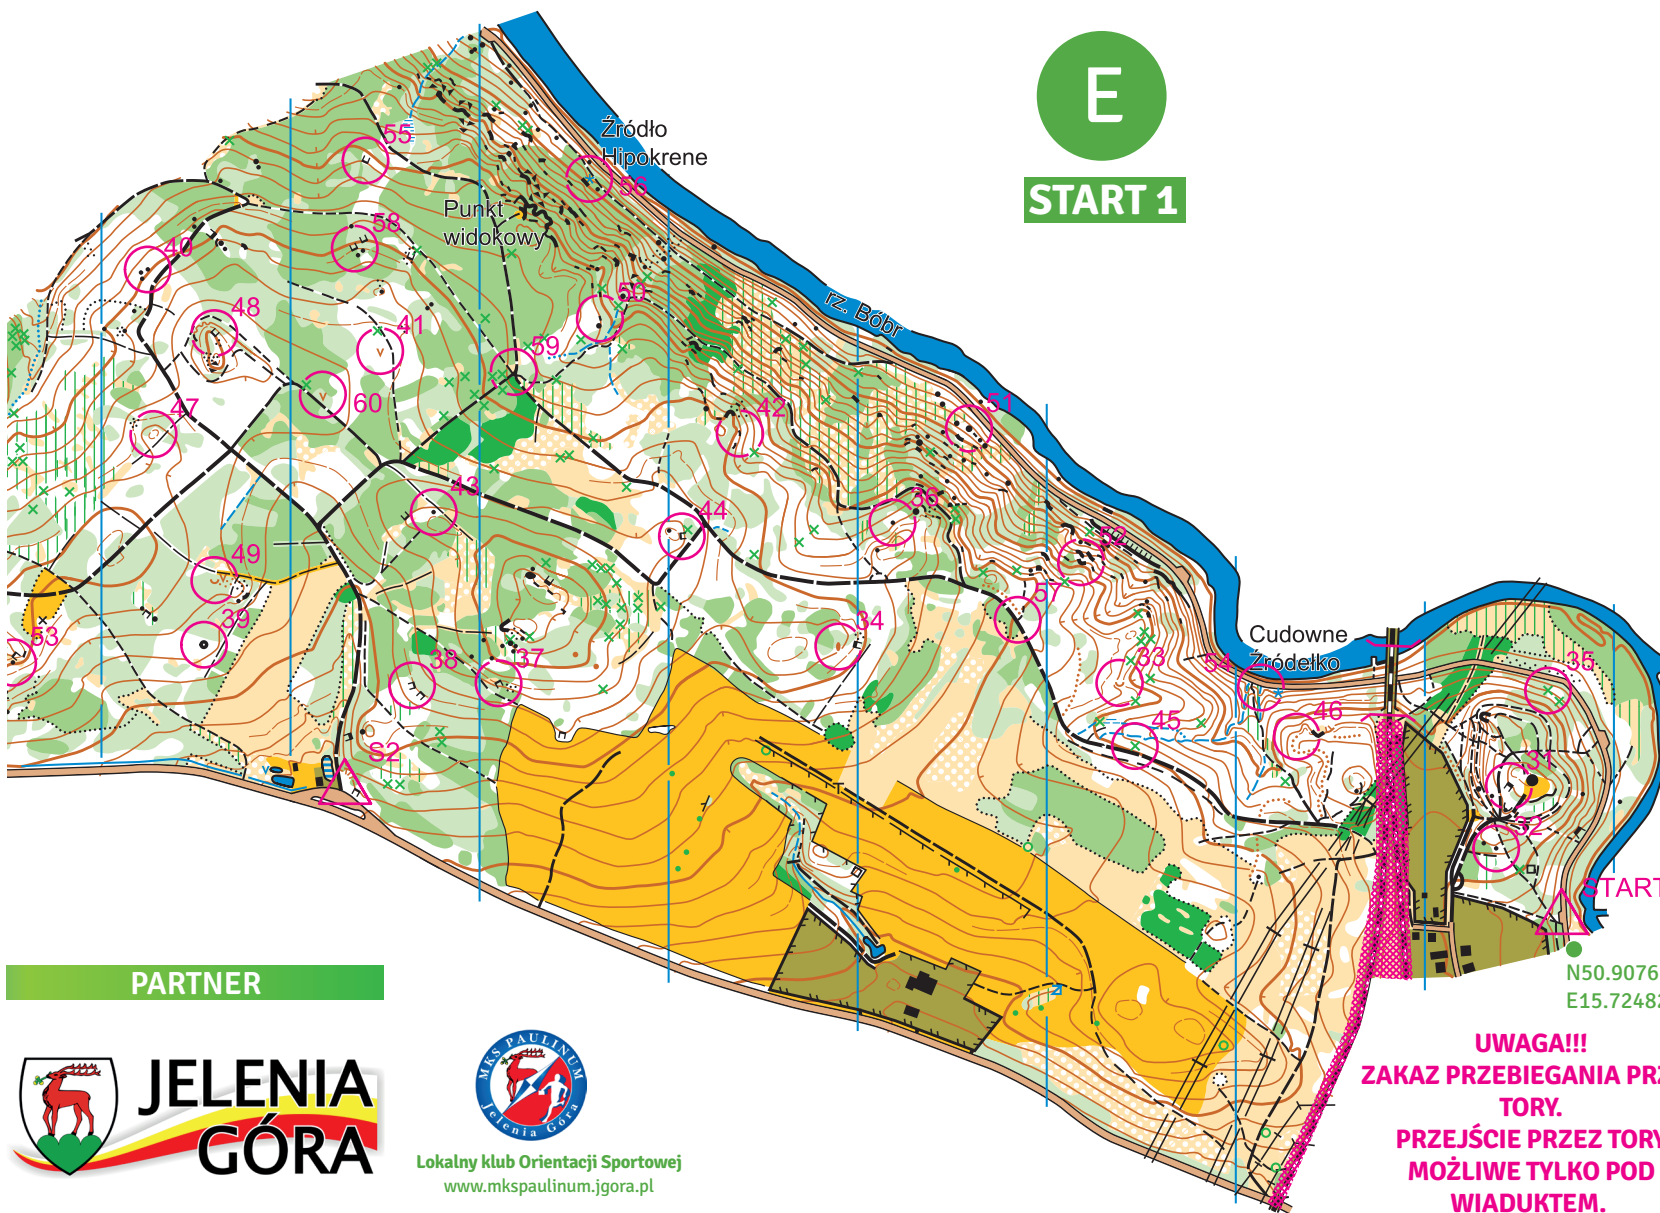 E
START 1
Źródło
Hipokrene
Punkt
widokowy
rz. Bóbr
Cudowne
Źródełko
55
56
58
40
48
41
50
59
60
47
42
51
43
44
36
52
49
39
53
38
37
34
57
33
54
45
46
35
31
32
S2
START
N50.9076
E15.7248
PARTNER
JELENIA
GÓRA
MKS PAULINUM
Jelenia Góra
Lokalny klub Orientacji Sportowej
www.mkspaulinum.jgora.pl
UWAGA!!!
ZAKAZ PRZEBIEGANIA PRZ
TORY.
PRZEJŚCIE PRZEZ TORY
MOŻLIWE TYLKO POD
WIADUKTEM.